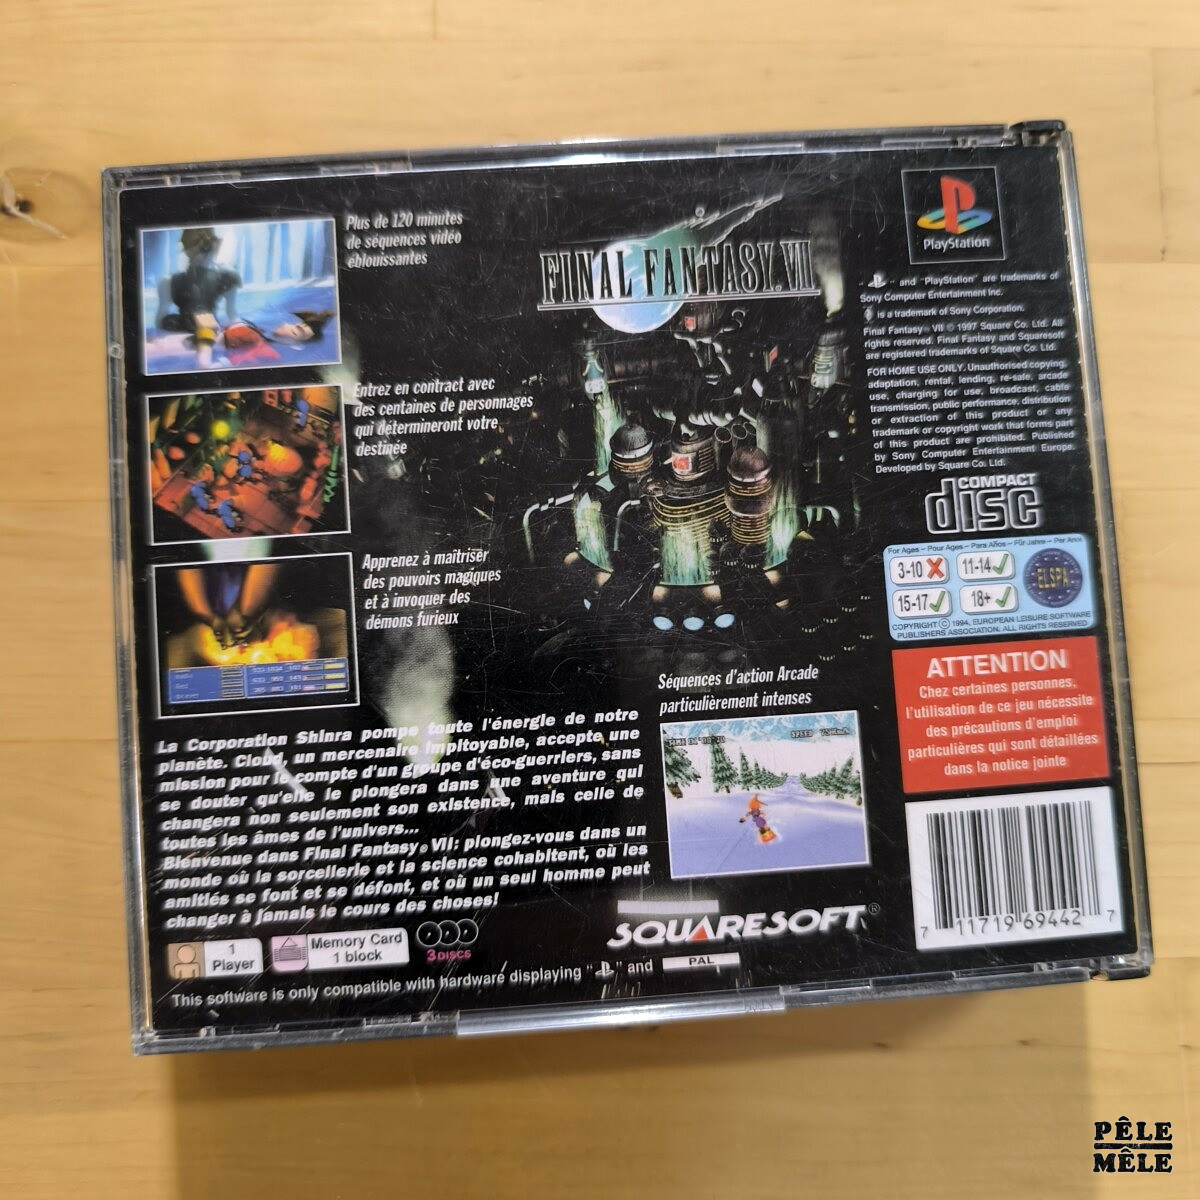 Plus de 120 minutes
de séquences vidéo
éblouissantes
Entrez en contract avec
des centaines de personnages
qui détermineront votre
destinée
Apprenez à maîtriser
des pouvoirs magiques
et à invoquer des
démons furieux
FINAL FANTASY. VII
PlayStation
" " and "PlayStation" are trademarks of
Sony Computer Entertainment Inc.
is a trademark of Sony Corporation.
Final Fantasy® VII © 1997 Square Co. Ltd. All
rights reserved. Final Fantasy and Squaresoft
are registered trademarks of Square Co. Ltd.
FOR HOME USE ONLY. Unauthorised copying,
adaptation, rental, lending, re-sale, arcade
use, charging for use, broadcast, cable
transmission, public performance, distribution
or extraction of this product or any
trademark or copyright work that forms part
of this product are prohibited. Published
by Sony Computer Entertainment Europe.
Developed by Square Co. Ltd.
COMPACT
disc
For Ages - Pour Ages - Para Años - Für Jahre - Per Anni
3-10 11-14
15-17 18+
ELSPA
COPYRIGHT © 1994, EUROPEAN LEISURE SOFTWARE
PUBLISHERS ASSOCIATION. ALL RIGHTS RESERVED
ATTENTION
Chez certaines personnes,
l'utilisation de ce jeu nécessite
des précautions d'emploi
particulières qui sont détaillées
dans la notice jointe
Séquences d'action Arcade
particulièrement intenses
La Corporation Shinra pompe toute l'énergie de notre
planète. Cloud, un mercenaire impitoyable, accepte une
mission pour le compte d'un groupe d'éco-guerriers, sans
se douter qu'elle le plongera dans une aventure qui
changera non seulement son existence, mais celle de
toutes les âmes de l'univers...
Bienvenue dans Final Fantasy® VII: plongez-vous dans un
monde où la sorcellerie et la science cohabitent, où les
amitiés se font et se défont, et où un seul homme peut
changer à jamais le cours des choses!
1
Player
Memory Card
1 block
3 DISCS
SQUARESOFT®
This software is only compatible with hardware displaying " " and PAL
7 11719 69442 7
PÊLE
MÊLE